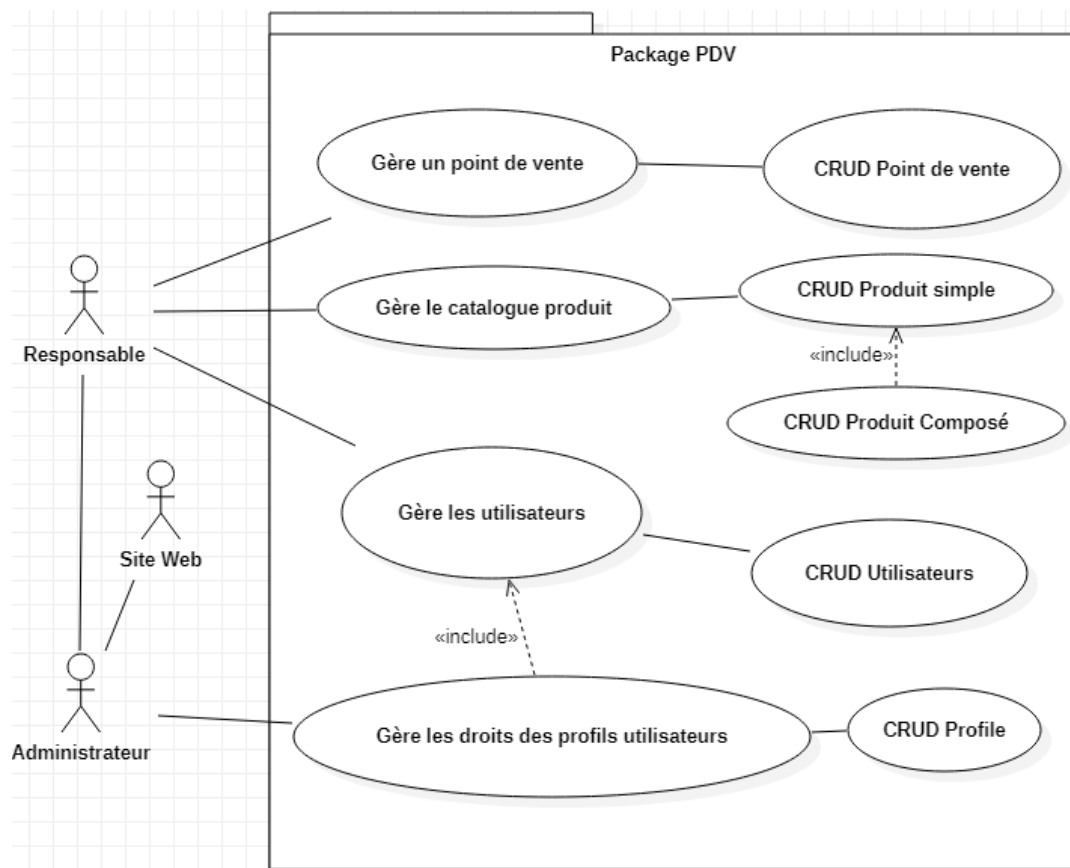 Package PDV
Gère un point de vente
CRUD Point de vente
CRUD Produit simple
Gère le catalogue produit
Responsable
«include»
CRUD Produit Composé
Gère les utilisateurs
Site Web
CRUD Utilisateurs
«include»
CRUD Profile
Gère les droits des profils utilisateurs
Administrateur